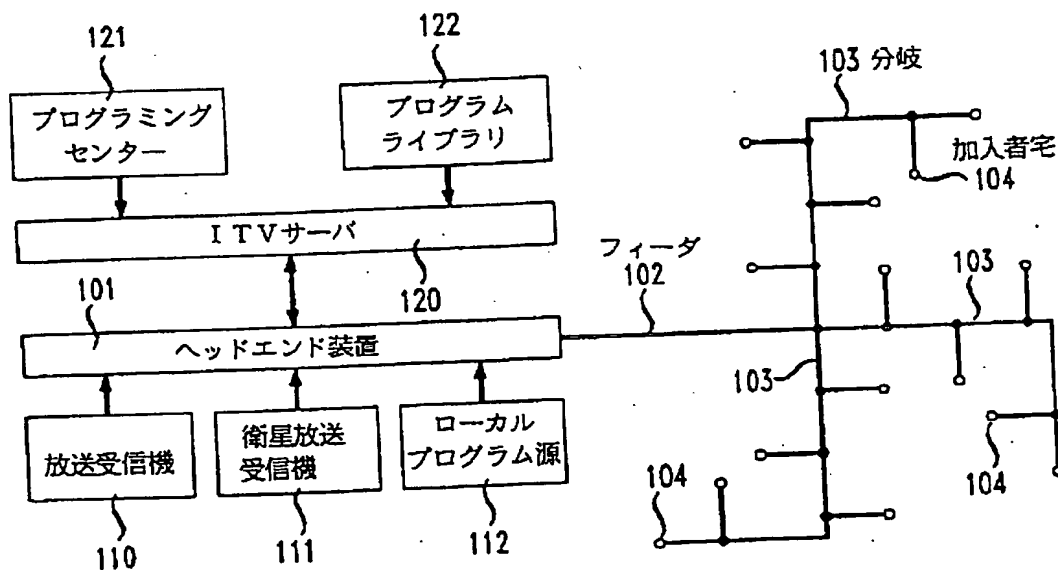 121
122
プログラミング
センター
プログラム
ライブラリ
103 分岐
加入者宅
104
ITVサーバ
120
フィーダ
102
103
101
ヘッドエンド装置
103
放送受信機
衛星放送
受信機
ローカル
プログラム源
104
104
110
111
112